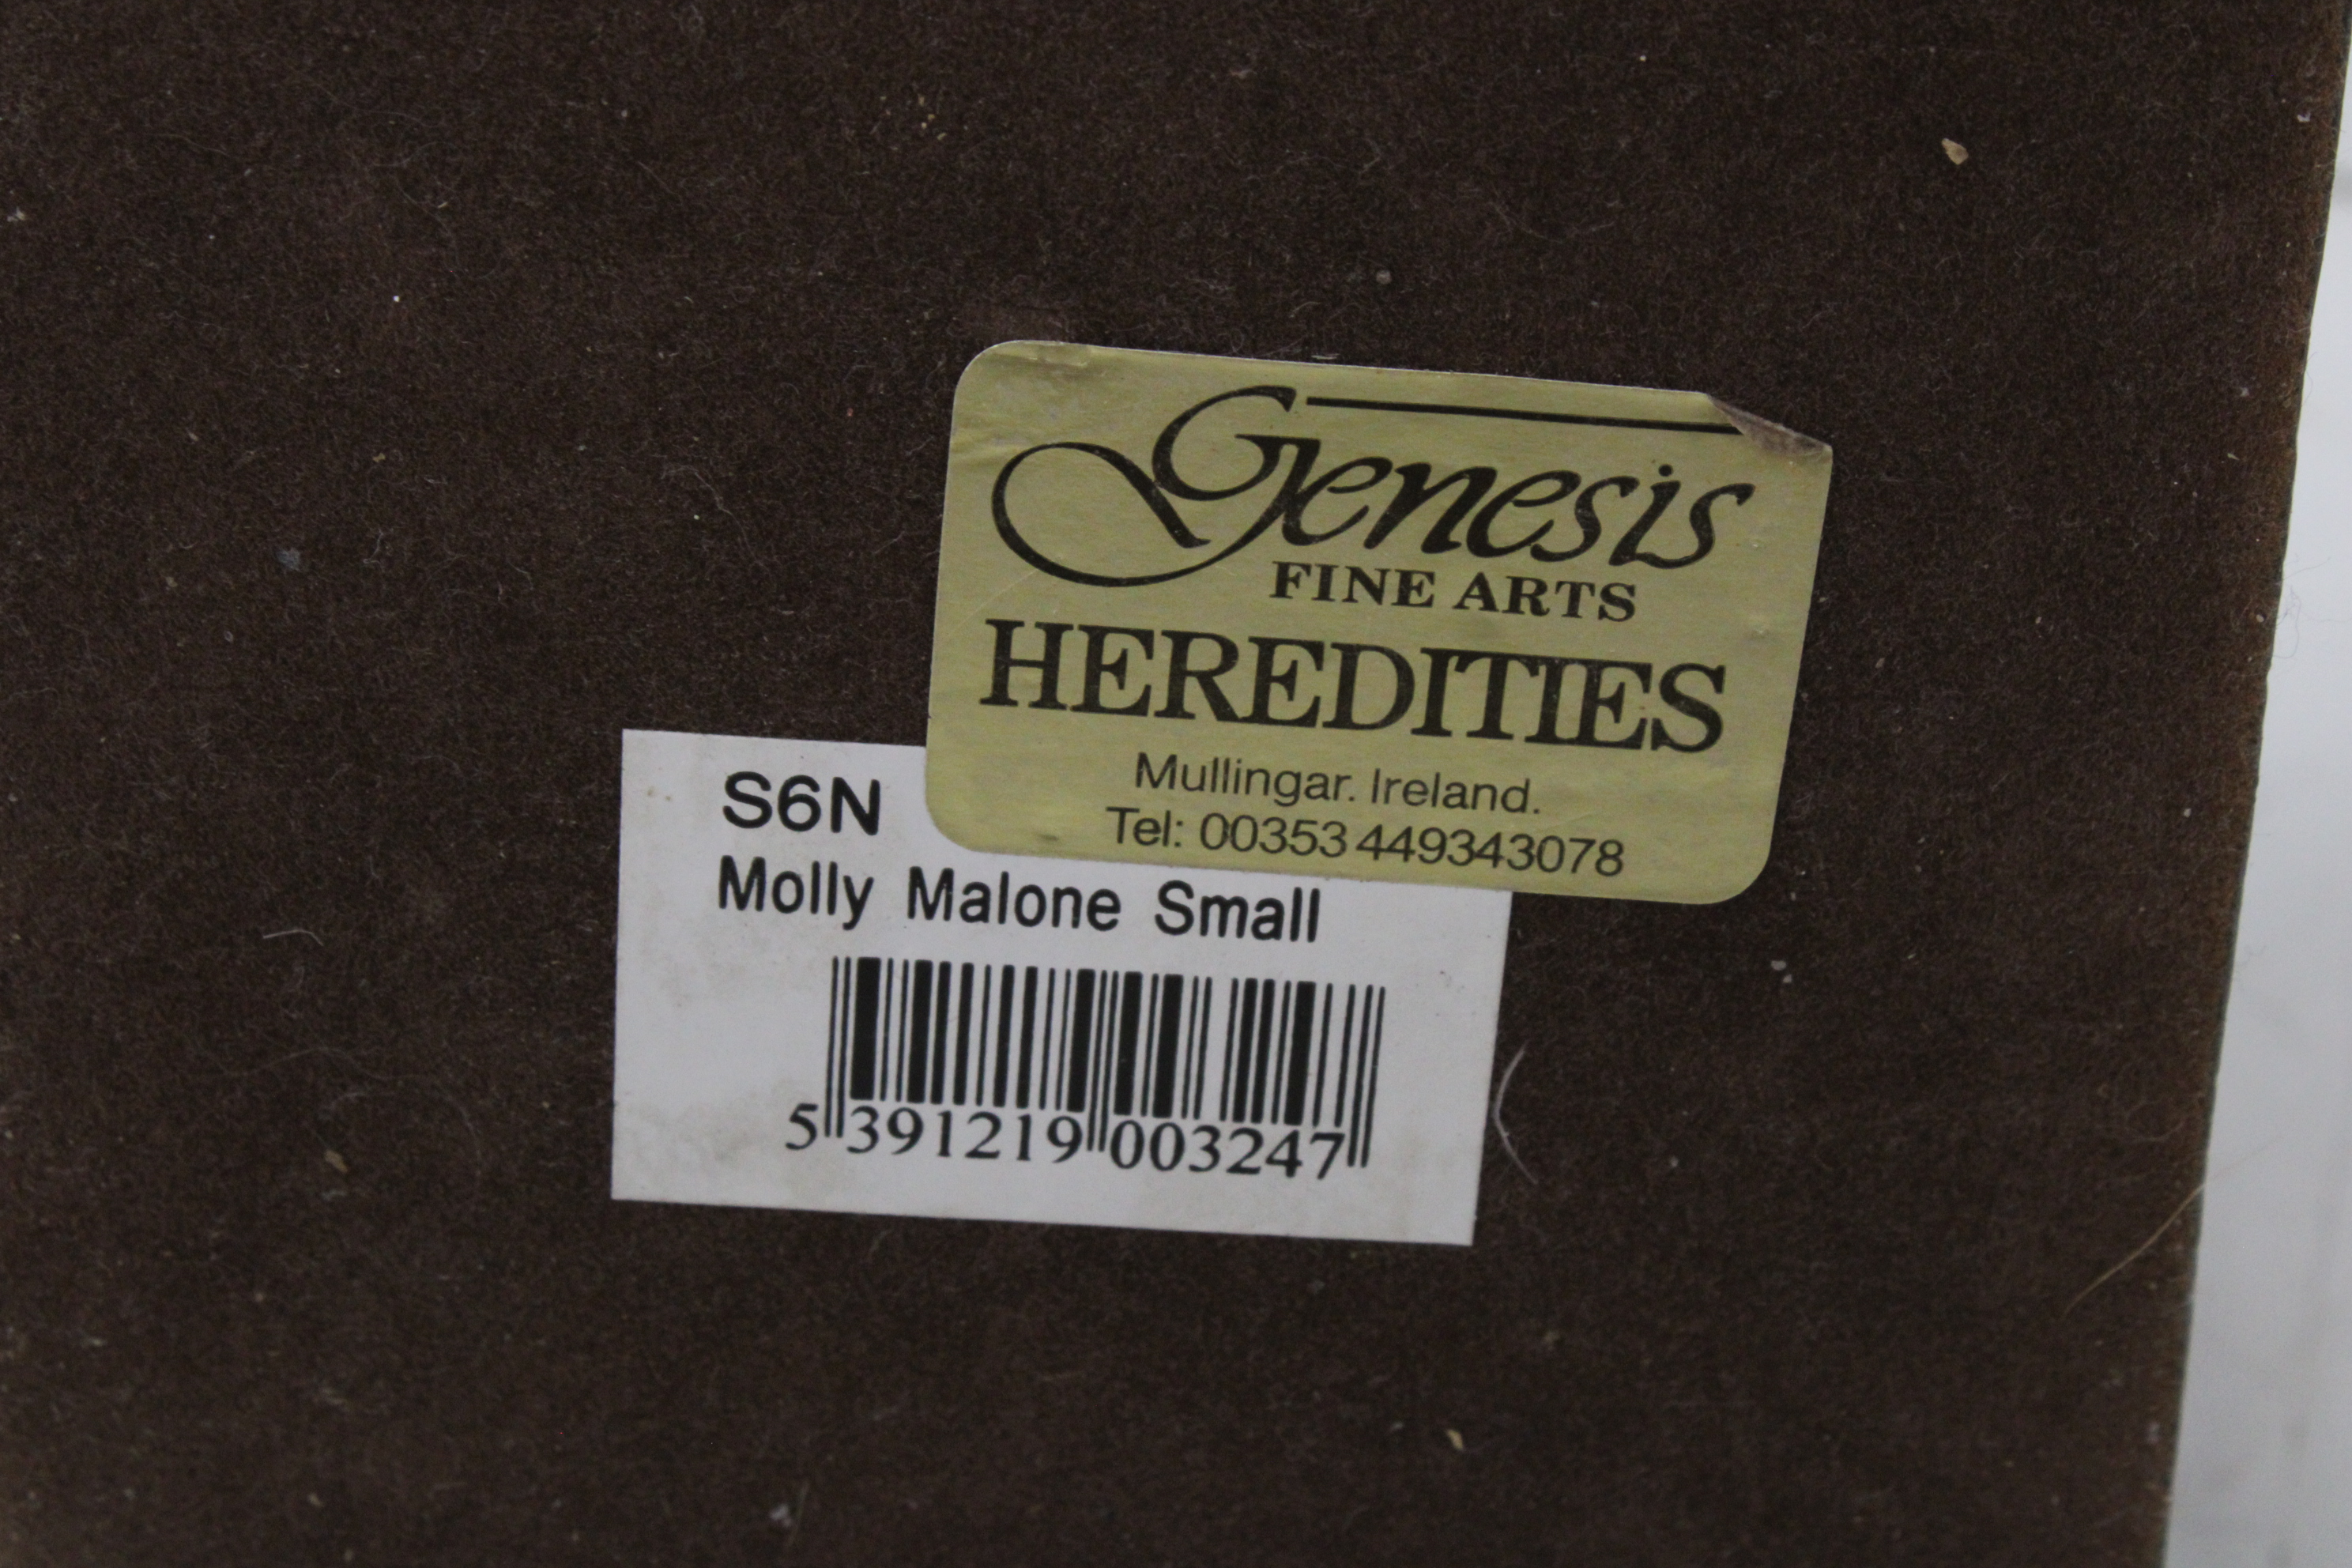 Genesis
FINE ARTS
HEREDITIES
Mullingar. Ireland.
Tel: 00353 449343078
S6N
Molly Malone Small
5 391219 003247